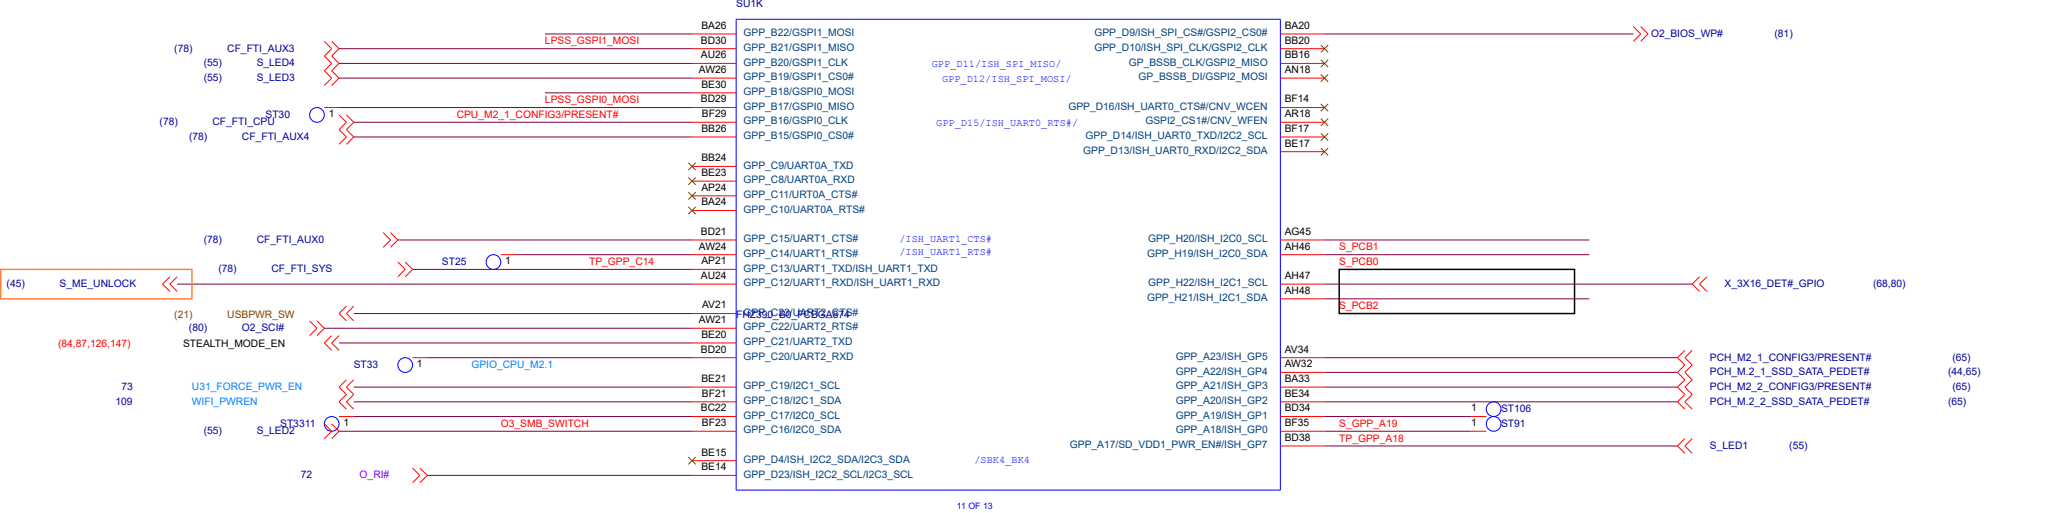 SU1K
BA26 GPP_B22/GSPI1_MOSI GPP_D9/ISH_SPI_CS#/GSPI2_CS0# BA20 O2_BIOS_WP# (81)
LPSS_GSPI1_MOSI
(78) CF_FTI_AUX3 BD30 GPP_B21/GSPI1_MISO GPP_D10/ISH_SPI_CLK/GSPI2_CLK BB20
(55) S_LED4 AU26 GPP_B20/GSPI1_CLK GPP_D11/ISH_SPI_MISO/ GP_BSSB_CLK/GSPI2_MISO BB16
(55) S_LED3 AW26 GPP_B19/GSPI1_CS0# GPP_D12/ISH_SPI_MOSI/ GP_BSSB_DI/GSPI2_MOSI AN18
BE30 GPP_B18/GSPI0_MOSI
LPSS_GSPI0_MOSI
ST30 1 BD29 GPP_B17/GSPI0_MISO GPP_D16/ISH_UART0_CTS#/CNV_WCEN BF14
CPU_M2_1_CONFIG3/PRESENT#
(78) CF_FTI_CPU BF29 GPP_B16/GSPI0_CLK GPP_D15/ISH_UART0_RTS#/ GSPI2_CS1#/CNV_WFEN AR18
(78) CF_FTI_AUX4 BB26 GPP_B15/GSPI0_CS0# GPP_D14/ISH_UART0_TXD/I2C2_SCL BF17
GPP_D13/ISH_UART0_RXD/I2C2_SDA BE17
BB24 GPP_C9/UART0A_TXD
BE23 GPP_C8/UART0A_RXD
AP24 GPP_C11/URT0A_CTS#
BA24 GPP_C10/UART0A_RTS#
(78) CF_FTI_AUX0 BD21 GPP_C15/UART1_CTS# /ISH_UART1_CTS# GPP_H20/ISH_I2C0_SCL AG45
S_PCB1
ST25 1 TP_GPP_C14 AW24 GPP_C14/UART1_RTS# /ISH_UART1_RTS# GPP_H19/ISH_I2C0_SDA AH46
S_PCB0
(78) CF_FTI_SYS AP21 GPP_C13/UART1_TXD/ISH_UART1_TXD
(45) S_ME_UNLOCK AU24 GPP_C12/UART1_RXD/ISH_UART1_RXD GPP_H22/ISH_I2C1_SCL AH47 X_3X16_DET#_GPIO (68,80)
GPP_H21/ISH_I2C1_SDA AH48
S_PCB2
(21) USBPWR_SW AV21 GPP_C23/UART2_CTS#
FHZ390_B0_FCBGA874
(80) O2_SCI# AW21 GPP_C22/UART2_RTS#
(84,87,126,147) STEALTH_MODE_EN BE20 GPP_C21/UART2_TXD
ST33 1 GPIO_CPU_M2.1 BD20 GPP_C20/UART2_RXD GPP_A23/ISH_GP5 AV34 PCH_M2_1_CONFIG3/PRESENT# (65)
GPP_A22/ISH_GP4 AW32 PCH_M.2_1_SSD_SATA_PEDET# (44,65)
73 U31_FORCE_PWR_EN BE21 GPP_C19/I2C1_SCL GPP_A21/ISH_GP3 BA33 PCH_M2_2_CONFIG3/PRESENT# (65)
109 WIFI_PWREN BF21 GPP_C18/I2C1_SDA GPP_A20/ISH_GP2 BE34 PCH_M.2_2_SSD_SATA_PEDET# (65)
ST3311 1 O3_SMB_SWITCH BC22 GPP_C17/I2C0_SCL GPP_A19/ISH_GP1 BD34 S_GPP_A19 1 ST106
(55) S_LED2 BF23 GPP_C16/I2C0_SDA GPP_A18/ISH_GP0 BF35 TP_GPP_A18 1 ST91
GPP_A17/SD_VDD1_PWR_EN#/ISH_GP7 BD38 S_LED1 (55)
BE15 GPP_D4/ISH_I2C2_SDA/I2C3_SDA /SBK4_BK4
72 O_RI# BE14 GPP_D23/ISH_I2C2_SCL/I2C3_SCL
11 OF 13